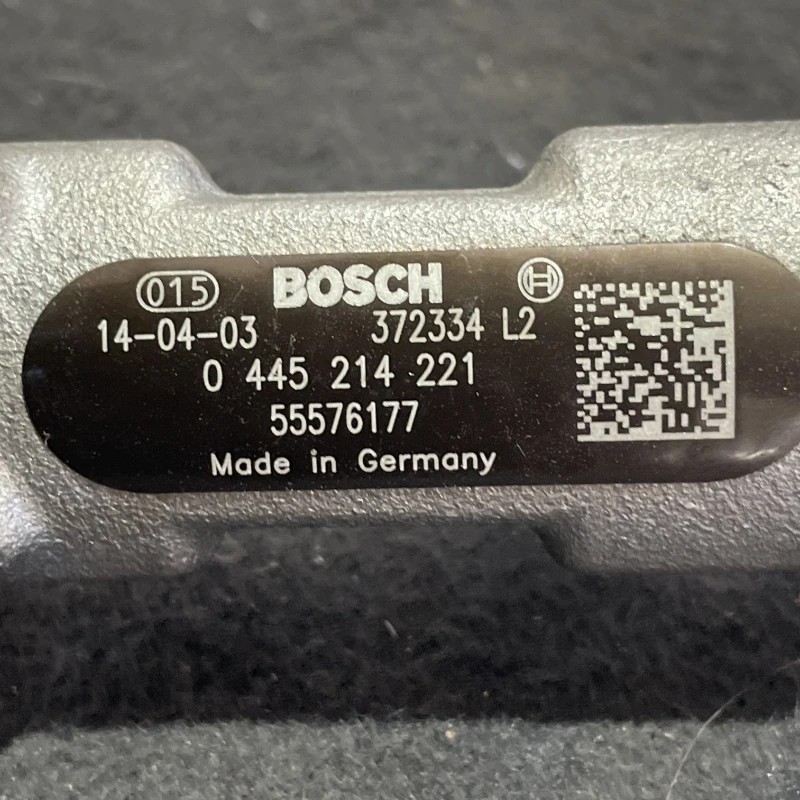 015 BOSCH
14-04-03 372334 L2
0 445 214 221
55576177
Made in Germany